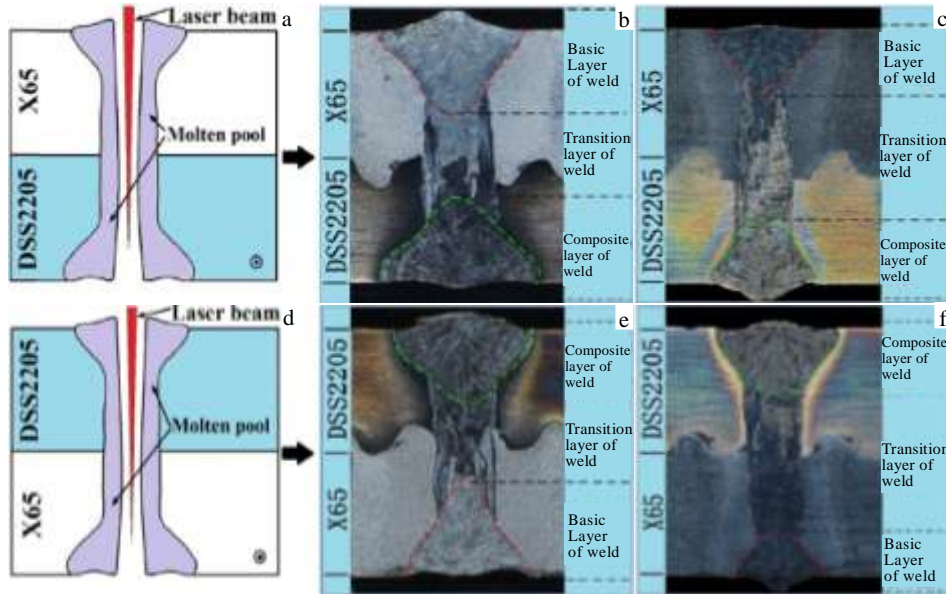 Laser beam
a
X65
DSS2205
Molten pool
b
X65
DSS2205
Basic
Layer
of weld
Transition
layer of
weld
Composite
layer of
weld
c
X65
DSS2205
Basic
Layer
of weld
Transition
layer of
weld
Composite
layer of
weld
Laser beam
d
DSS2205
X65
Molten pool
e
DSS2205
X65
Composite
layer of
weld
Transition
layer of
weld
Basic
Layer
of weld
f
DSS2205
X65
Composite
layer of
weld
Transition
layer of
weld
Basic
Layer
of weld